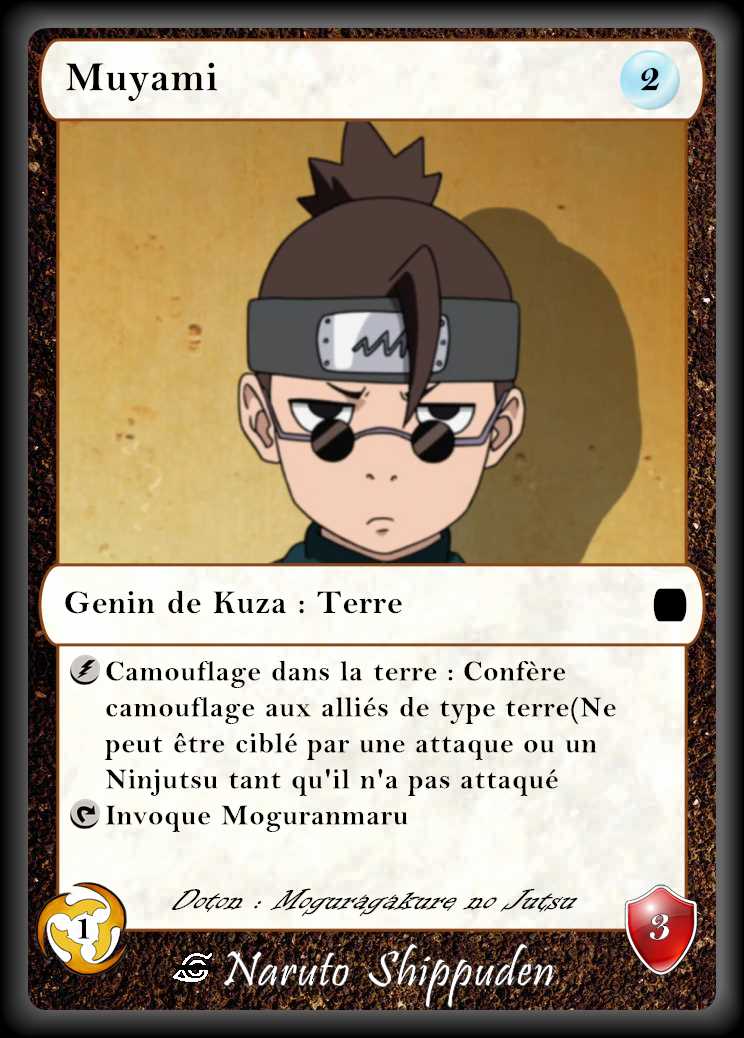 Muyami
2
Genin de Kuza : Terre
Camouflage dans la terre : Confère
camouflage aux alliés de type terre(Ne
peut être ciblé par une attaque ou un
Ninjutsu tant qu'il n'a pas attaqué
Invoque Moguranmaru
Doton : Moguragakure no Jutsu
1
3
Naruto Shippuden